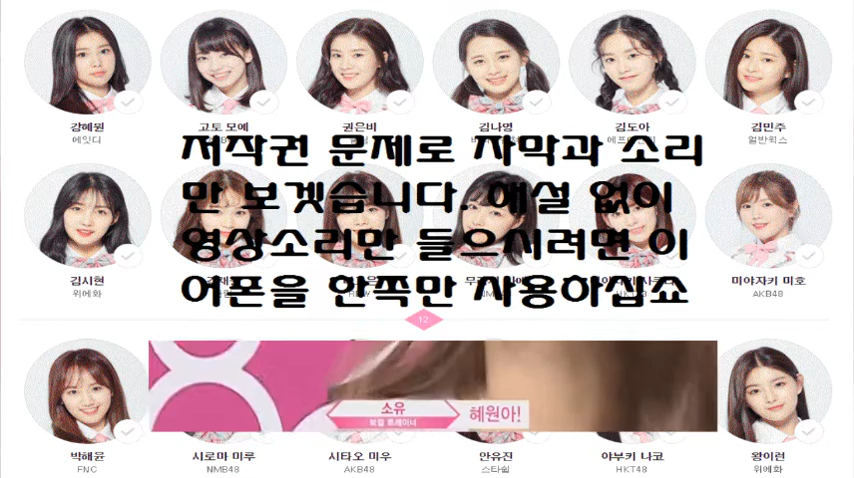 강혜원 고토 모에 권은비 김나영 김도아 김민주
에잇디 얼반웍스
저작권 문제로 자막과 소리
만 보겠습니다. 해설 없이
영상소리만 들으시려면 이
어폰을 한쪽만 사용하십쇼
김시현 미야자키 미호
위에화 AKB48
12
소유 혜원아!
보컬 트레이너
박해윤 시로마 미루 시타오 미우 안유진 야부키 나코 왕이런
FNC NMB48 AKB48 스타쉽 HKT48 위에화